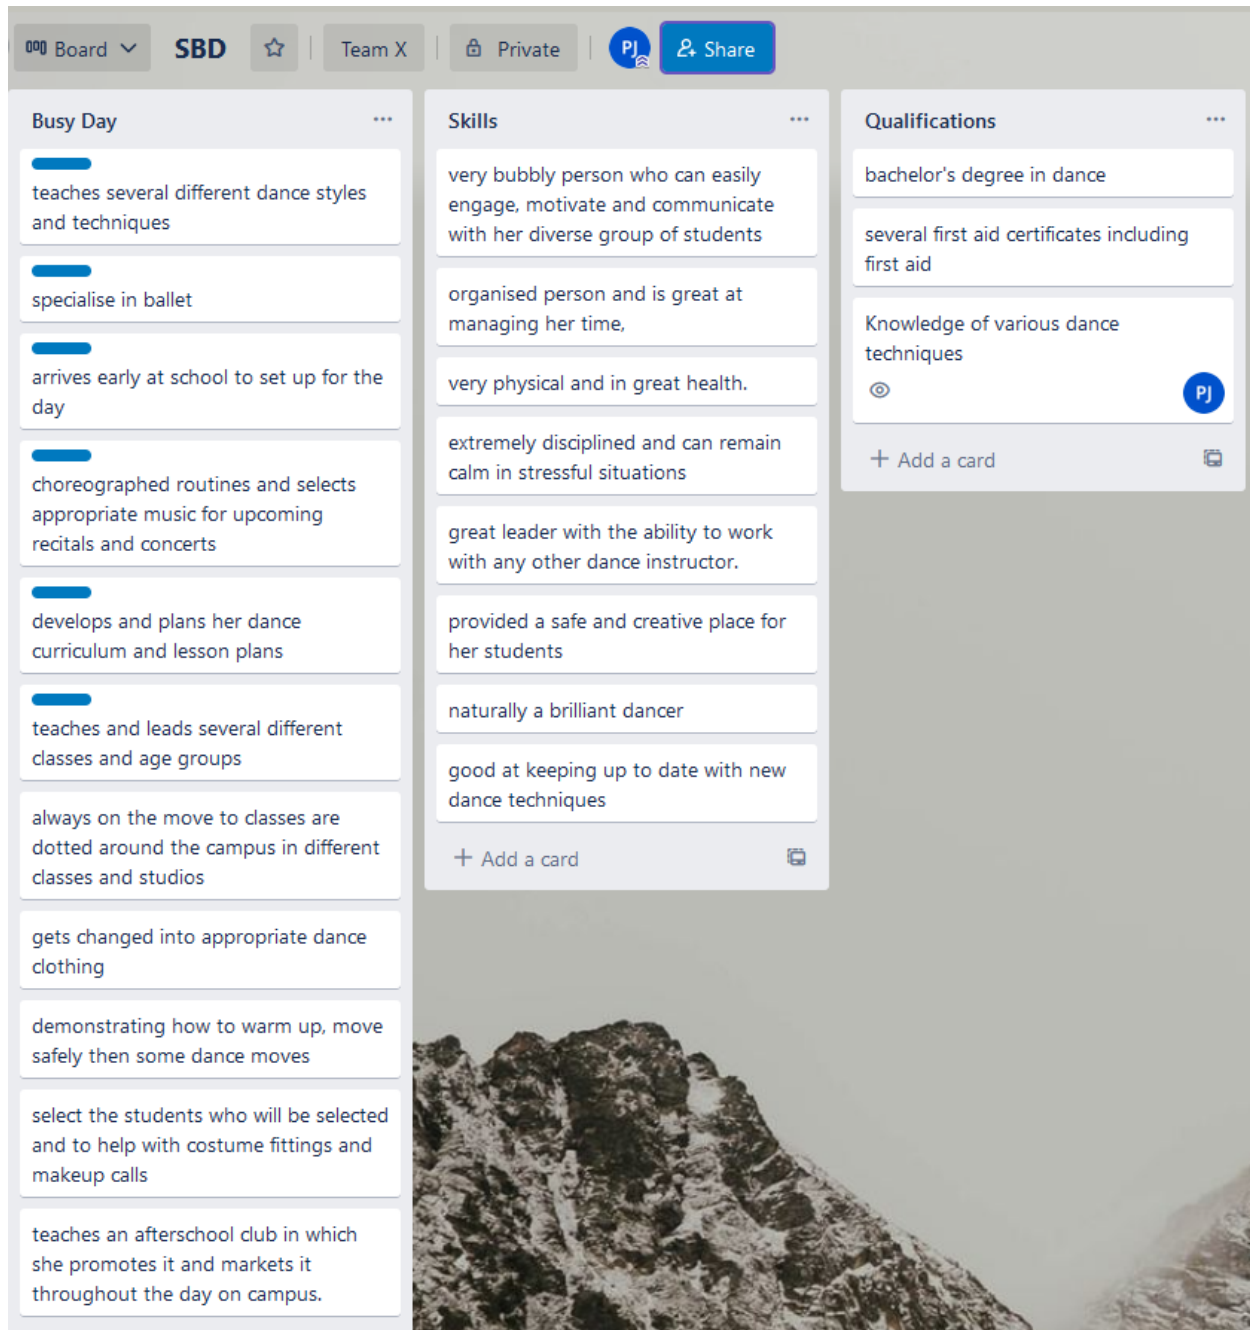 Board
SBD
Team X
Private
PJ
Share
Busy Day
teaches several different dance styles
and techniques
specialise in ballet
arrives early at school to set up for the
day
choreographed routines and selects
appropriate music for upcoming
recitals and concerts
develops and plans her dance
curriculum and lesson plans
teaches and leads several different
classes and age groups
always on the move to classes are
dotted around the campus in different
classes and studios
gets changed into appropriate dance
clothing
demonstrating how to warm up, move
safely then some dance moves
select the students who will be selected
and to help with costume fittings and
makeup calls
teaches an afterschool club in which
she promotes it and markets it
throughout the day on campus.
Skills
very bubbly person who can easily
engage, motivate and communicate
with her diverse group of students
organised person and is great at
managing her time,
very physical and in great health.
extremely disciplined and can remain
calm in stressful situations
great leader with the ability to work
with any other dance instructor.
provided a safe and creative place for
her students
naturally a brilliant dancer
good at keeping up to date with new
dance techniques
+ Add a card
Qualifications
bachelor's degree in dance
several first aid certificates including
first aid
Knowledge of various dance
techniques
PJ
+ Add a card